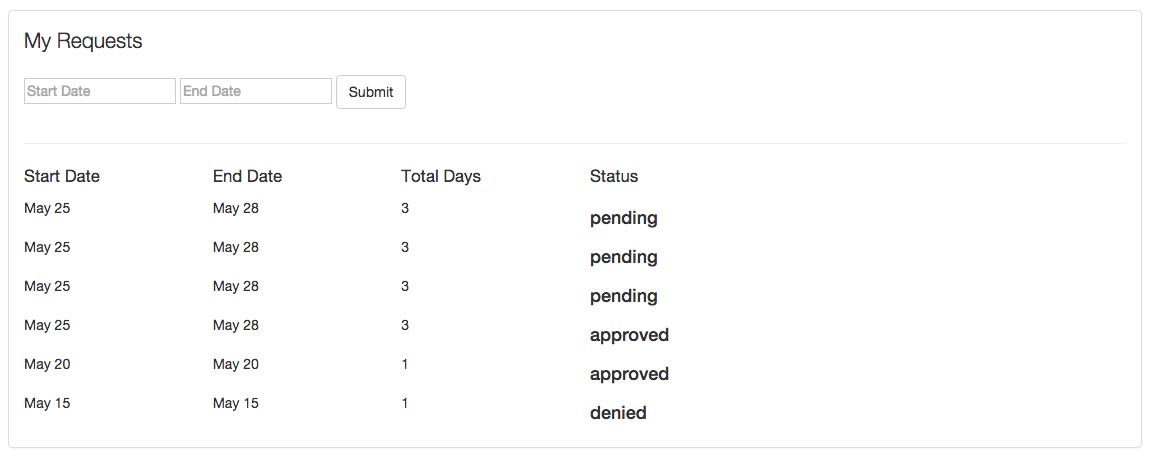 My Requests
Start Date End Date Submit
Start Date End Date Total Days Status
May 25 May 28 3 pending
May 25 May 28 3 pending
May 25 May 28 3 pending
May 25 May 28 3 approved
May 20 May 20 1 approved
May 15 May 15 1 denied